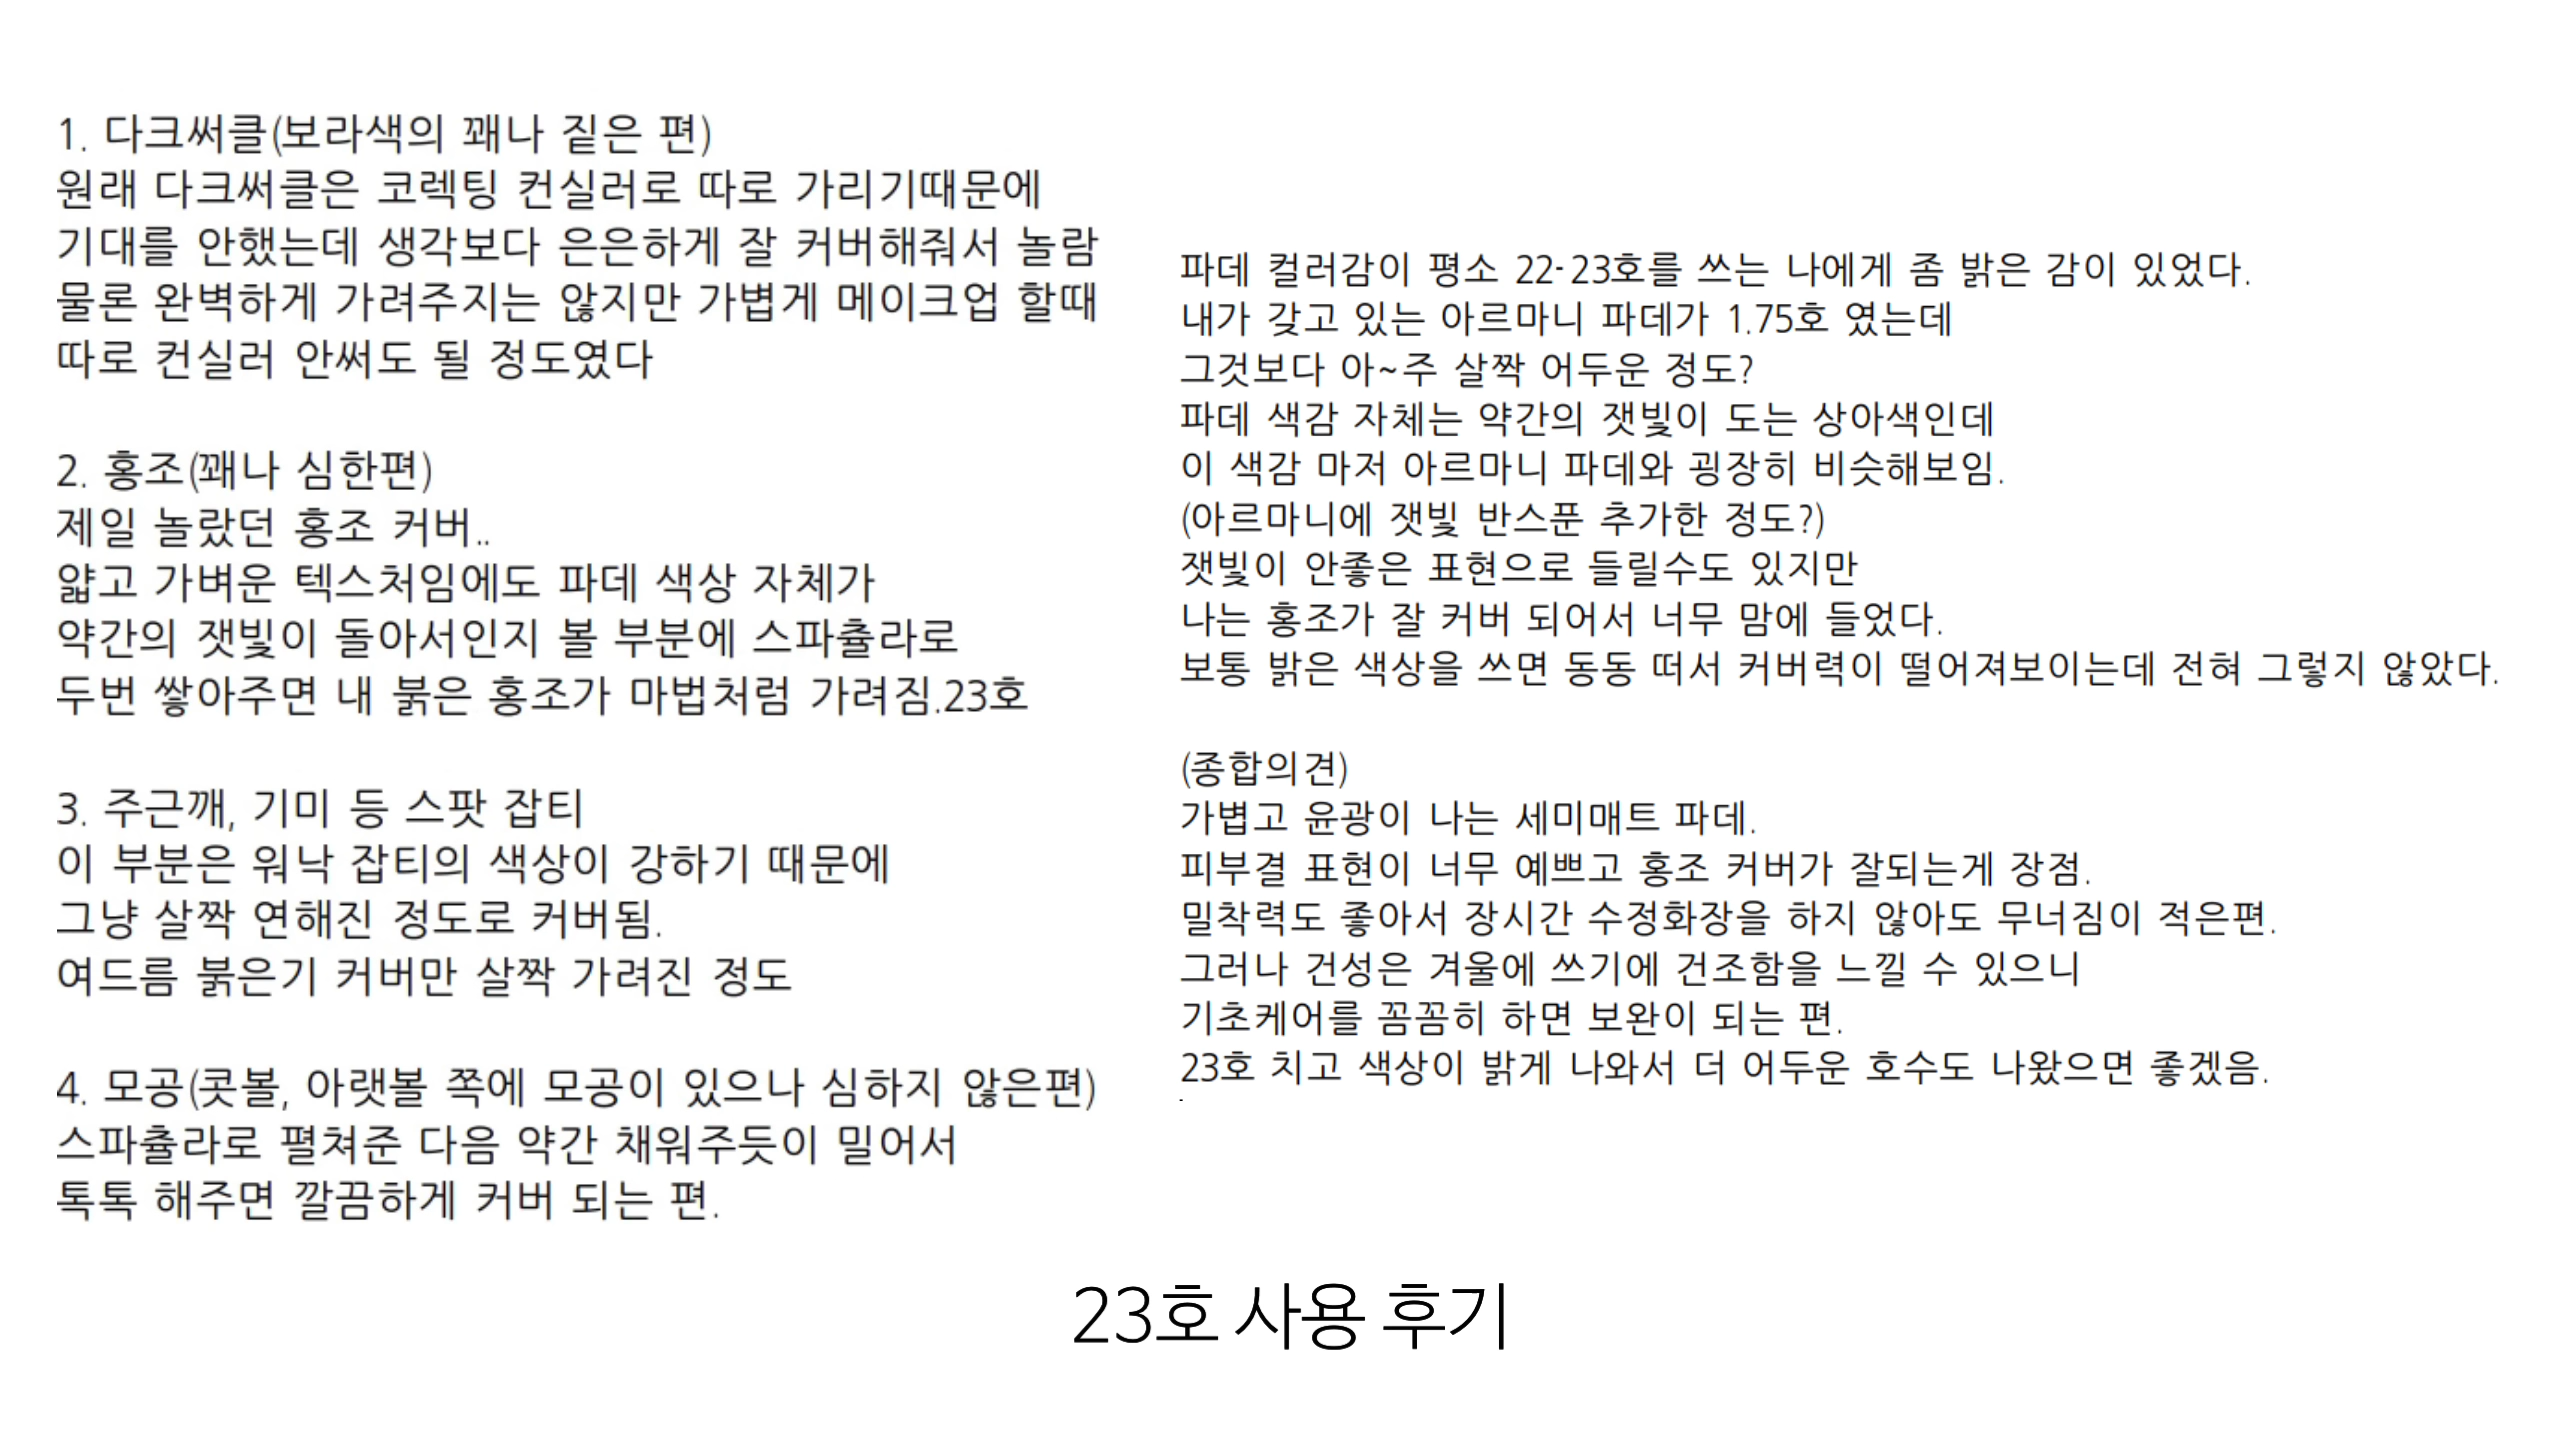 1. 다크써클(보라색의 꽤나 짙은 편)
원래 다크써클은 코렉팅 컨실러로 따로 가리기때문에
기대를 안했는데 생각보다 은은하게 잘 커버해줘서 놀람
물론 완벽하게 가려주지는 않지만 가볍게 메이크업 할때
따로 컨실러 안써도 될 정도였다
2. 홍조(꽤나 심한편)
제일 놀랐던 홍조 커버..
얇고 가벼운 텍스처임에도 파데 색상 자체가
약간의 잿빛이 돌아서인지 볼 부분에 스파츌라로
두번 쌓아주면 내 붉은 홍조가 마법처럼 가려짐.23호
3. 주근깨, 기미 등 스팟 잡티
이 부분은 워낙 잡티의 색상이 강하기 때문에
그냥 살짝 연해진 정도로 커버됨.
여드름 붉은기 커버만 살짝 가려진 정도
4. 모공(콧볼, 아랫볼 쪽에 모공이 있으나 심하지 않은편)
스파츌라로 펼쳐준 다음 약간 채워주듯이 밀어서
톡톡 해주면 깔끔하게 커버 되는 편.
파데 컬러감이 평소 22-23호를 쓰는 나에게 좀 밝은 감이 있었다.
내가 갖고 있는 아르마니 파데가 1.75호 였는데
그것보다 아~주 살짝 어두운 정도?
파데 색감 자체는 약간의 잿빛이 도는 상아색인데
이 색감 마저 아르마니 파데와 굉장히 비슷해보임.
(아르마니에 잿빛 반스푼 추가한 정도?)
잿빛이 안좋은 표현으로 들릴수도 있지만
나는 홍조가 잘 커버 되어서 너무 맘에 들었다.
보통 밝은 색상을 쓰면 동동 떠서 커버력이 떨어져보이는데 전혀 그렇지 않았다.
(종합의견)
가볍고 윤광이 나는 세미매트 파데.
피부결 표현이 너무 예쁘고 홍조 커버가 잘되는게 장점.
밀착력도 좋아서 장시간 수정화장을 하지 않아도 무너짐이 적은편.
그러나 건성은 겨울에 쓰기에 건조함을 느낄 수 있으니
기초케어를 꼼꼼히 하면 보완이 되는 편.
23호 치고 색상이 밝게 나와서 더 어두운 호수도 나왔으면 좋겠음.
23호 사용 후기